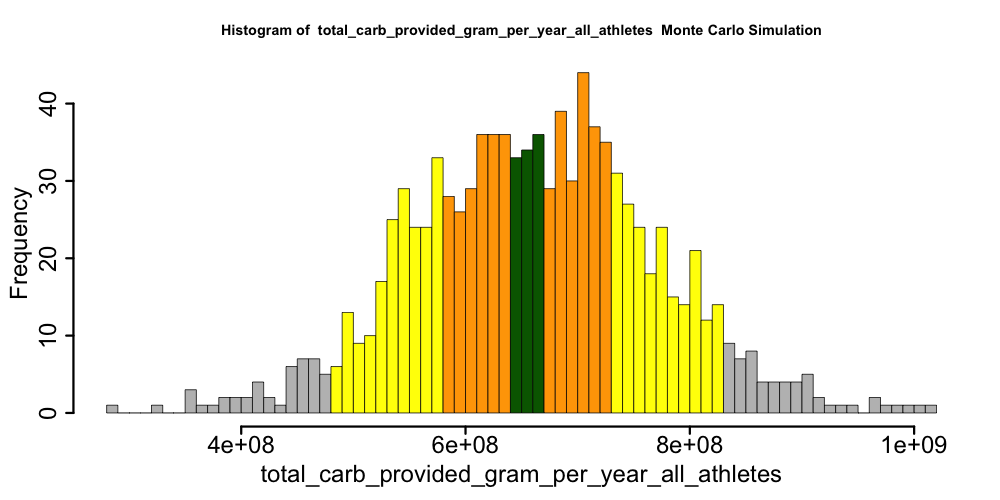 Histogram of  total_carb_provided_gram_per_year_all_athletes  Monte Carlo Simulation
Frequency
40
30
20
10
0
4e+08 6e+08 8e+08 1e+09
total_carb_provided_gram_per_year_all_athletes